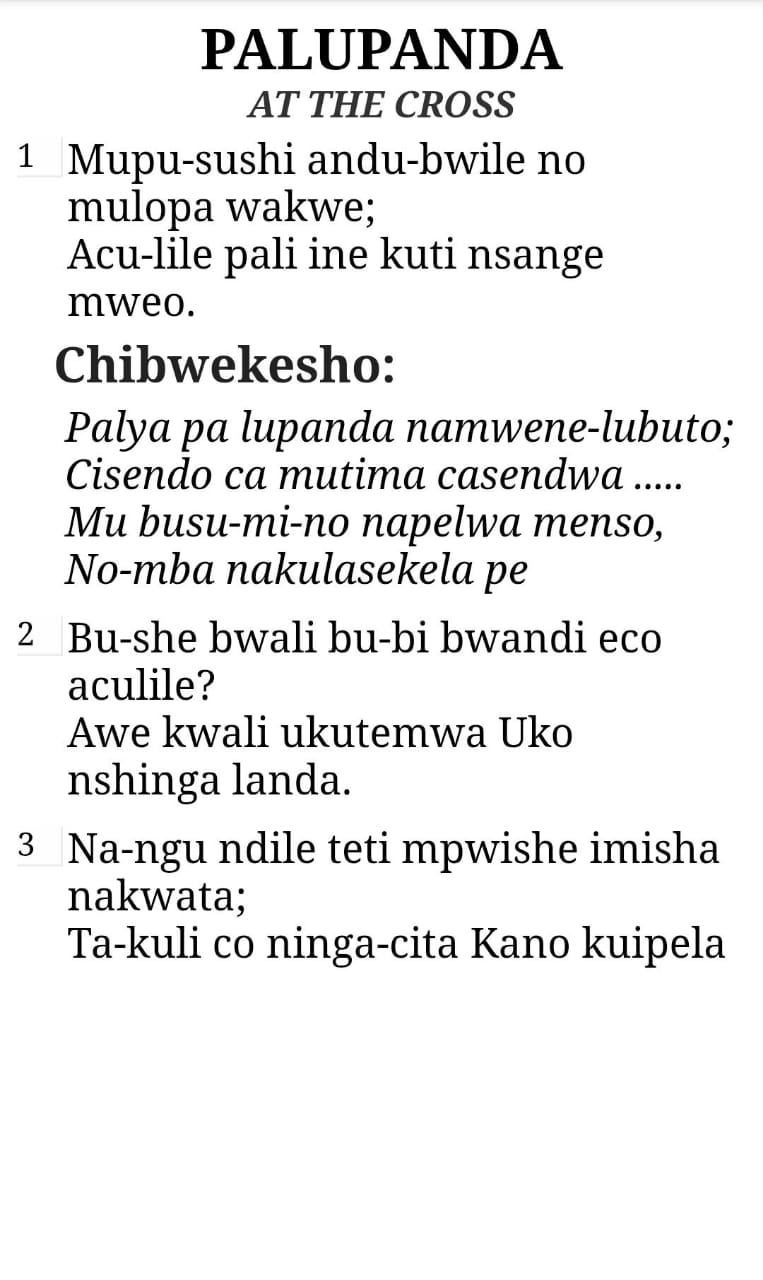 PALUPANDA
AT THE CROSS
1 Mupu-sushi andu-bwile no
mulopa wakwe;
Acu-lile pali ine kuti nsange
mweo.
Chibwekesho:
Palya pa lupanda namwene-lubuto;
Cisendo ca mutima casendwa .....
Mu busu-mi-no napelwa menso,
No-mba nakulasekela pe
2 Bu-she bwali bu-bi bwandi eco
aculile?
Awe kwali ukutemwa Uko
nshinga landa.
3 Na-ngu ndile teti mpwishe imisha
nakwata;
Ta-kuli co ninga-cita Kano kuipela